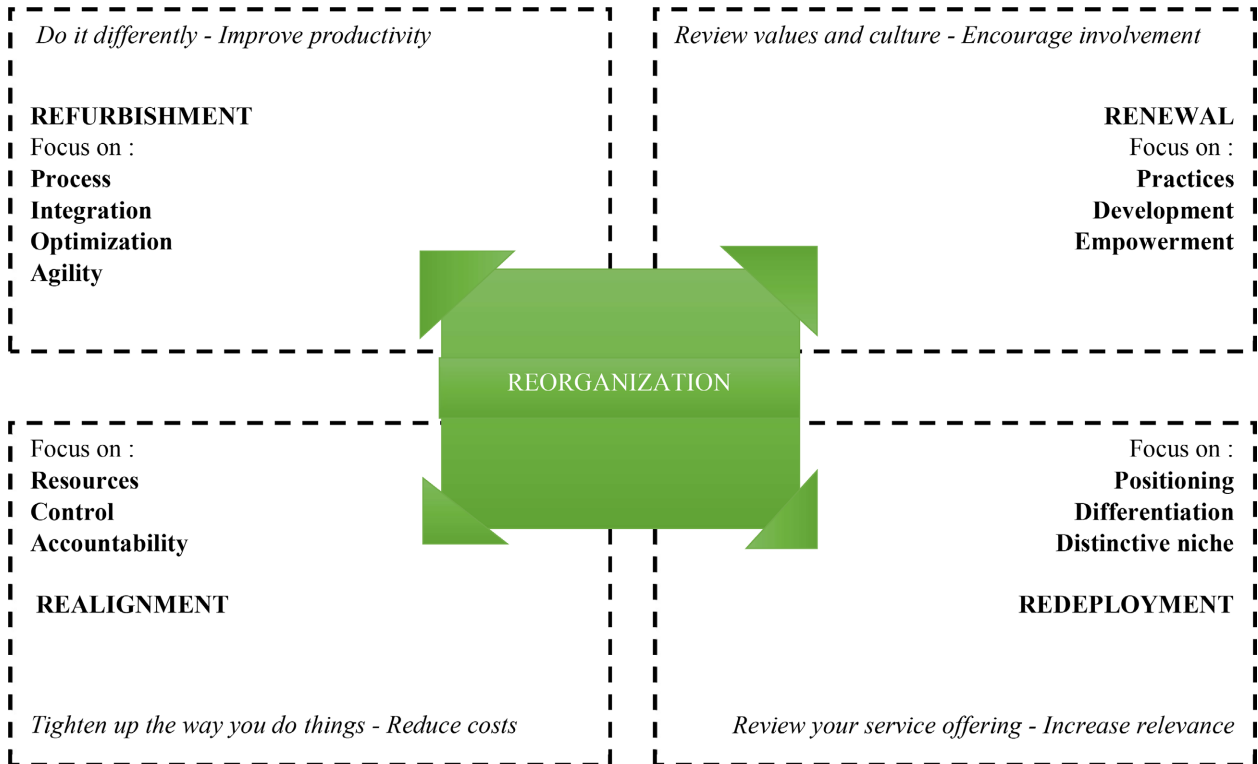 Do it differently - Improve productivity
REFURBISHMENT
Focus on :
Process
Integration
Optimization
Agility
Review values and culture - Encourage involvement
RENEWAL
Focus on :
Practices
Development
Empowerment
REORGANIZATION
Focus on :
Resources
Control
Accountability
REALIGNMENT
Tighten up the way you do things - Reduce costs
Focus on :
Positioning
Differentiation
Distinctive niche
REDEPLOYMENT
Review your service offering - Increase relevance